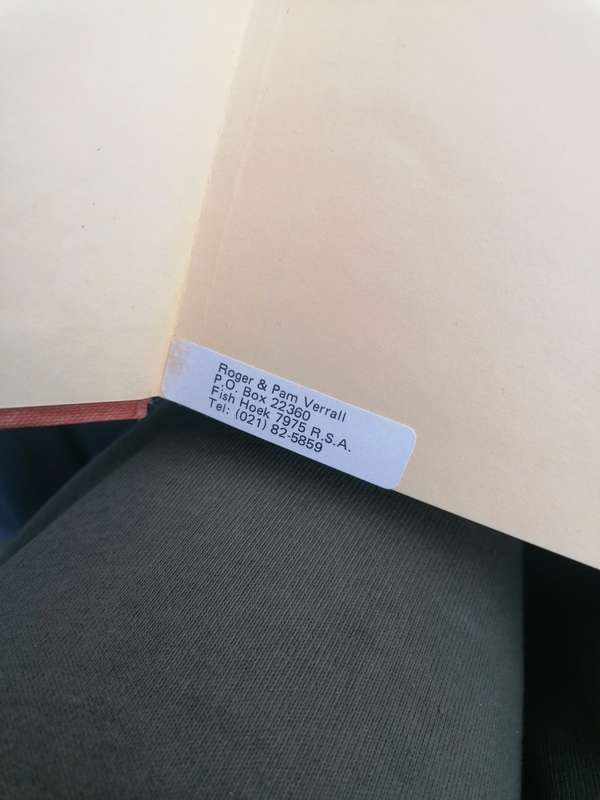 Roger & Pam Verrall
P.O. Box 22360
Fish Hoek 7975 R.S.A.
Tel: (021) 82-5859